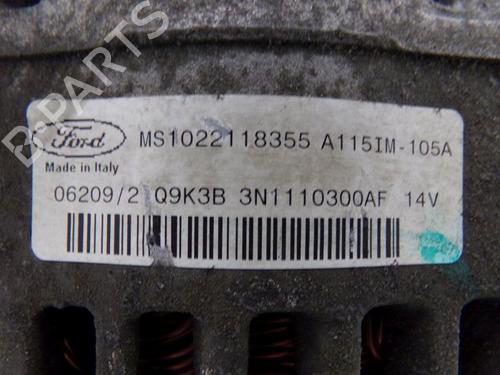 B-PARTS
Ford
MS1022118355 A115IM-105A
Made in Italy
06209/2 Q9K3B 3N1110300AF 14V